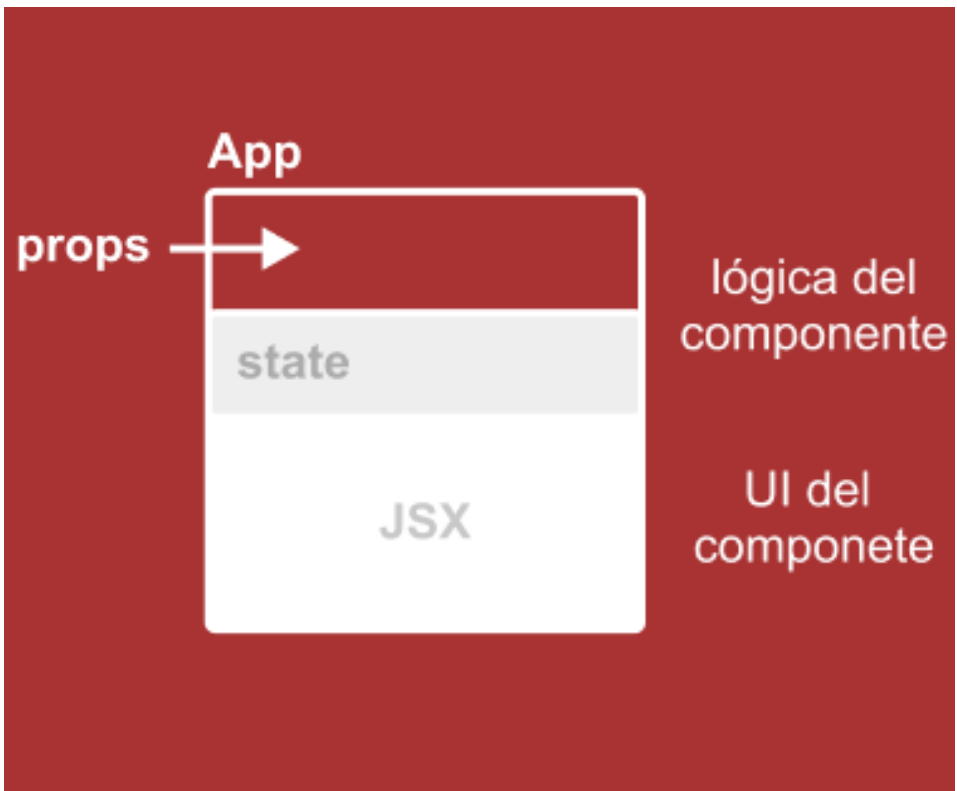 App
props
lógica del
componente
state
UI del
componete
JSX